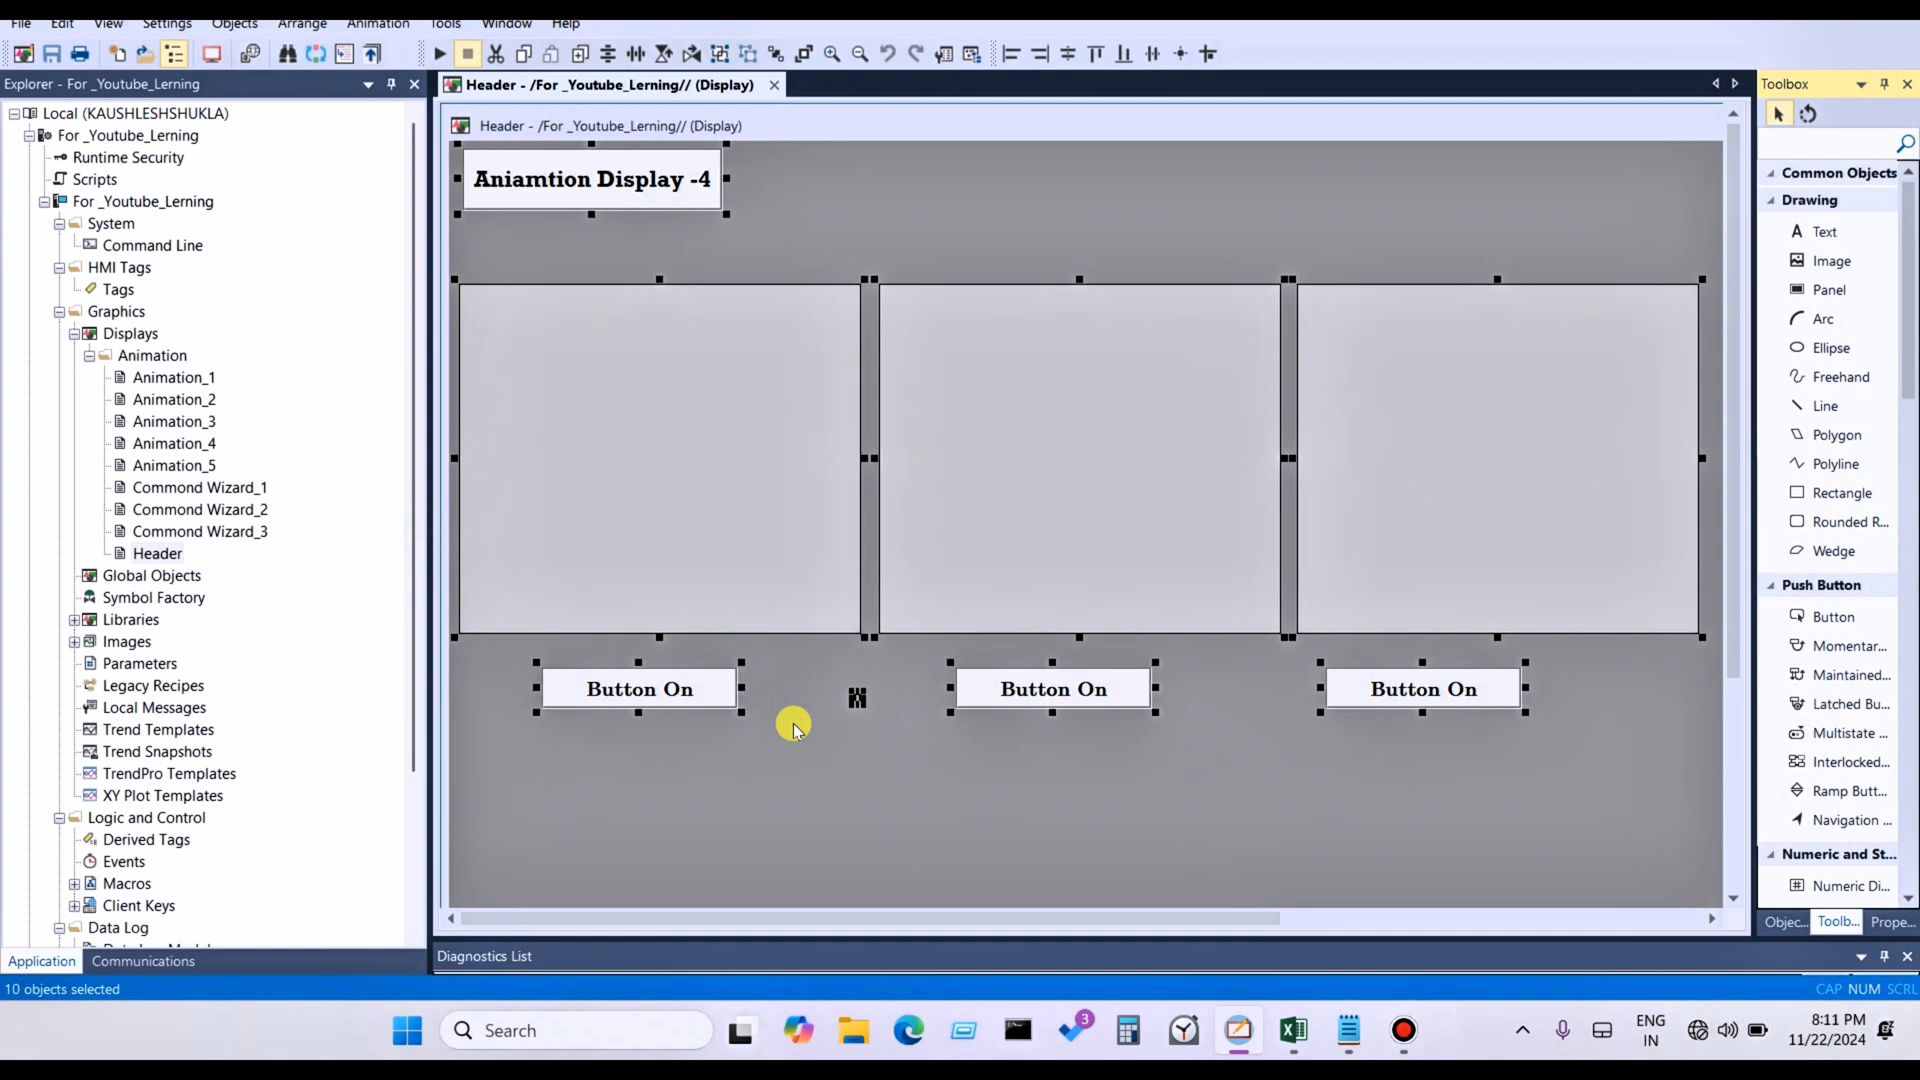 File Edit View Settings Objects Arrange Animation Tools Window Help
Explorer - For _Youtube_Lerning
Local (KAUSHLESHSHUKLA)
For _Youtube_Lerning
Runtime Security
Scripts
For _Youtube_Lerning
System
Command Line
HMI Tags
Tags
Graphics
Displays
Animation
Animation_1
Animation_2
Animation_3
Animation_4
Animation_5
Commond Wizard_1
Commond Wizard_2
Commond Wizard_3
Header
Global Objects
Symbol Factory
Libraries
Images
Parameters
Legacy Recipes
Local Messages
Trend Templates
Trend Snapshots
TrendPro Templates
XY Plot Templates
Logic and Control
Derived Tags
Events
Macros
Client Keys
Data Log
Application Communications
Header - /For _Youtube_Lerning// (Display)
Header - /For _Youtube_Lerning// (Display)
Aniamtion Display -4
Button On
Button On
Button On
Diagnostics List
Toolbox
Common Objects
Drawing
Text
Image
Panel
Arc
Ellipse
Freehand
Line
Polygon
Polyline
Rectangle
Rounded R...
Wedge
Push Button
Button
Momentar...
Maintained...
Latched Bu...
Multistate ...
Interlocked...
Ramp Butt...
Navigation ...
Numeric and St...
Numeric Di...
Objec... Toolb... Prope...
10 objects selected
CAP NUM SCRL
Search
3
ENG
IN
8:11 PM
11/22/2024